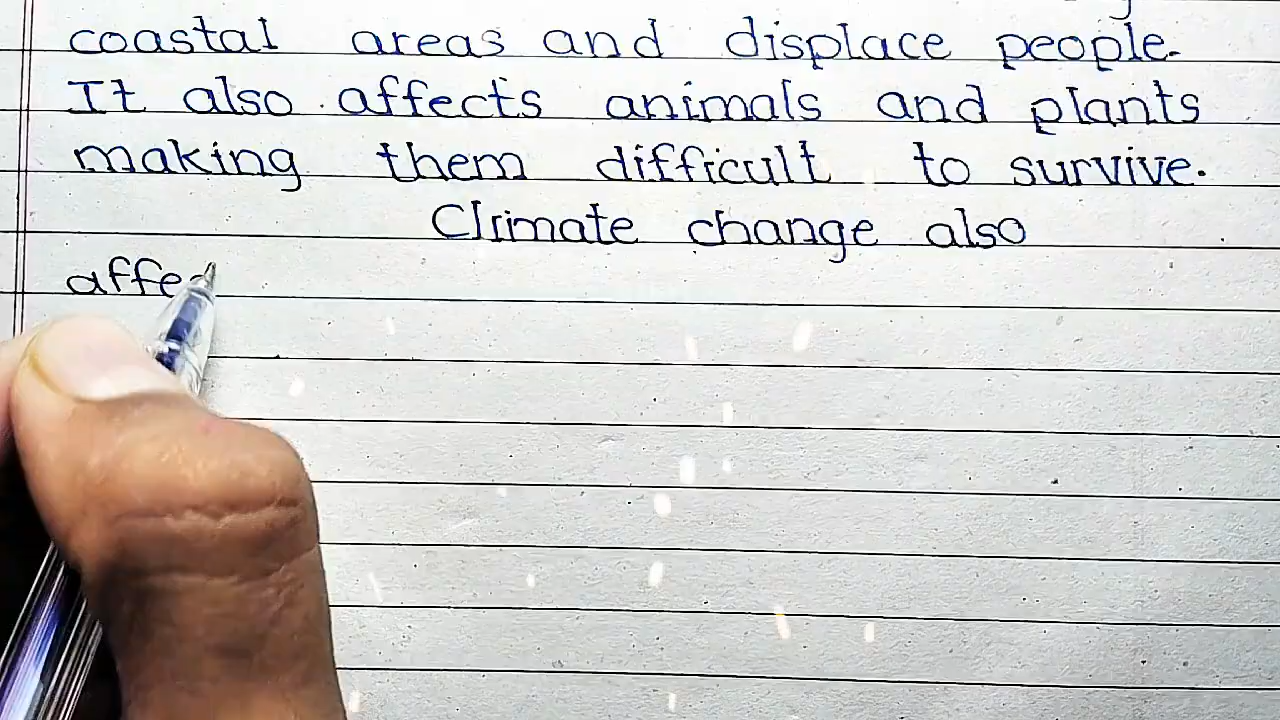 coastal areas and displace people.
It also affects animals and plants
making them difficult to survive.
Climate change also
affec